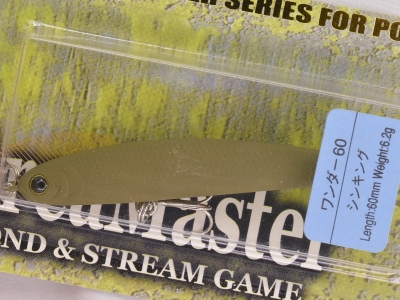 SERIES FOR PO
ワンダー60
シンキング
Length:60mm Weight:6.2g
Master
OND & STREAM GAME